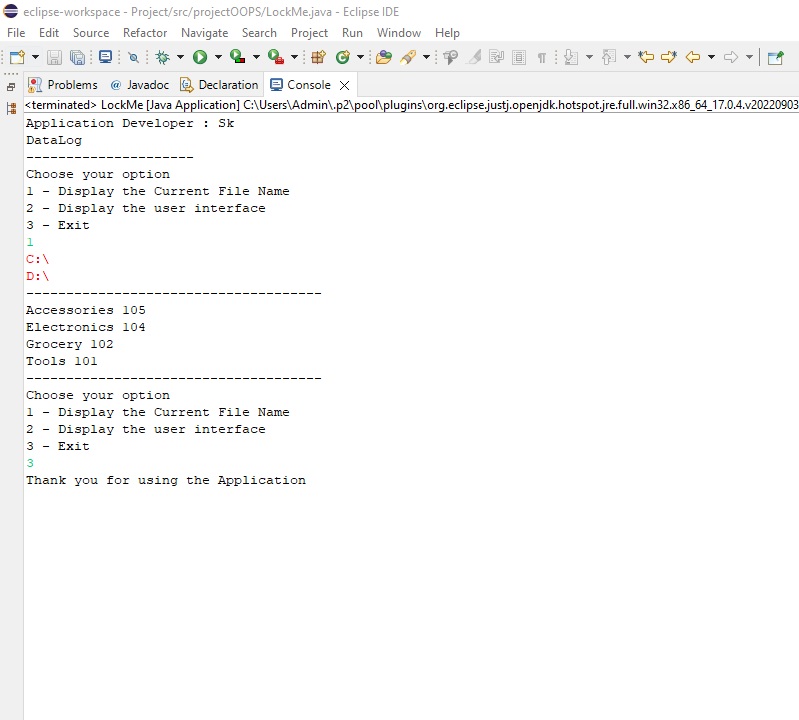 eclipse-workspace - Project/src/projectOOPS/LockMe.java - Eclipse IDE
File Edit Source Refactor Navigate Search Project Run Window Help
Problems @ Javadoc Declaration Console
<terminated> LockMe [Java Application] C:\Users\Admin\.p2\pool\plugins\org.eclipse.justj.openjdk.hotspot.jre.full.win32.x86_64_17.0.4.v20220903
Application Developer : Sk
DataLog
---------------------
Choose your option
1 - Display the Current File Name
2 - Display the user interface
3 - Exit
1
C:\
D:\
-------------------------------------
Accessories 105
Electronics 104
Grocery 102
Tools 101
-------------------------------------
Choose your option
1 - Display the Current File Name
2 - Display the user interface
3 - Exit
3
Thank you for using the Application